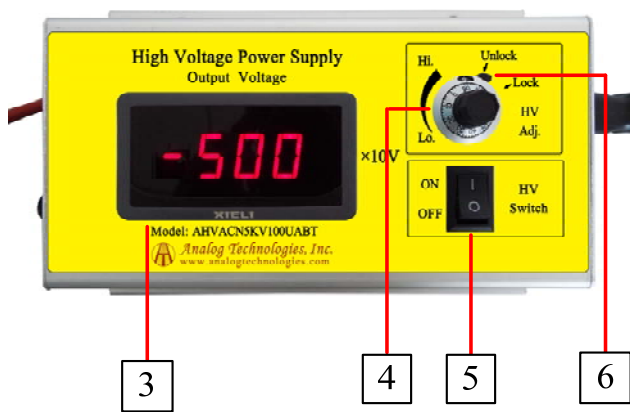 High Voltage Power Supply
Output Voltage
-500
×10V
XIELI
Model: AHVACN5KV100UABT
Analog Technologies, Inc.
www.analogtechnologies.com
Hi.
Unlock
Lock
HV
Adj.
Lo.
ON
OFF
HV
Switch
3
4
5
6